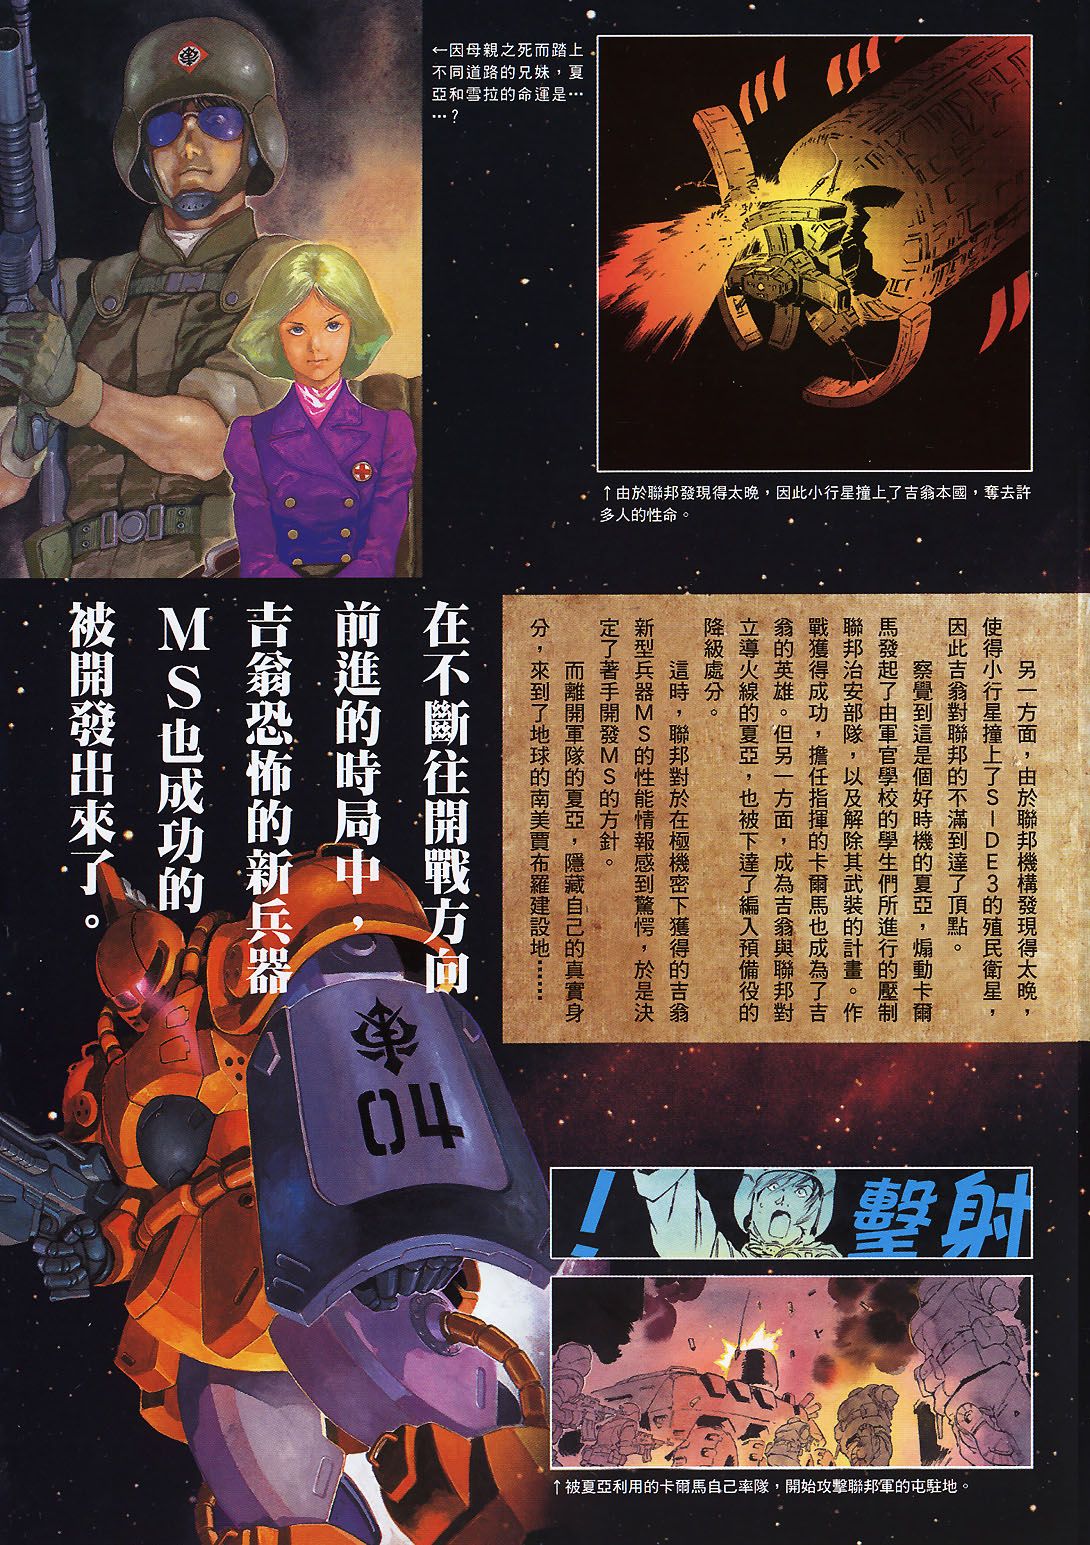 ←因母親之死而踏上
不同道路的兄妹，夏
亞和雪拉的命運是…
…？
↑由於聯邦發現得太晚，因此小行星撞上了吉翁本國，奪去許
多人的性命。
另一方面，由於聯邦機構發現得太晚，
使得小行星撞上了SIDE3的殖民衛星，
因此吉翁對聯邦的不滿到達了頂點。
察覺到這是個好時機的夏亞，煽動卡爾
馬發起了由軍官學校的學生們所進行的壓制
聯邦治安部隊，以及解除其武裝的計畫。作
戰獲得成功，擔任指揮的卡爾馬也成為了吉
翁的英雄。但另一方面，成為吉翁與聯邦對
立導火線的夏亞，也被下達了編入預備役的
降級處分。
這時，聯邦對於在極機密下獲得的吉翁
新型兵器MS的性能情報感到驚愕，於是決
定了著手開發MS的方針。
而離開軍隊的夏亞，隱藏自己的真實身
分，來到了地球的南美賈布羅建設地……
在不斷往開戰方向
前進的時局中，
吉翁恐怖的新兵器
MS也成功的
被開發出來了。
04
射擊！
↑被夏亞利用的卡爾馬自己率隊，開始攻擊聯邦軍的屯駐地。